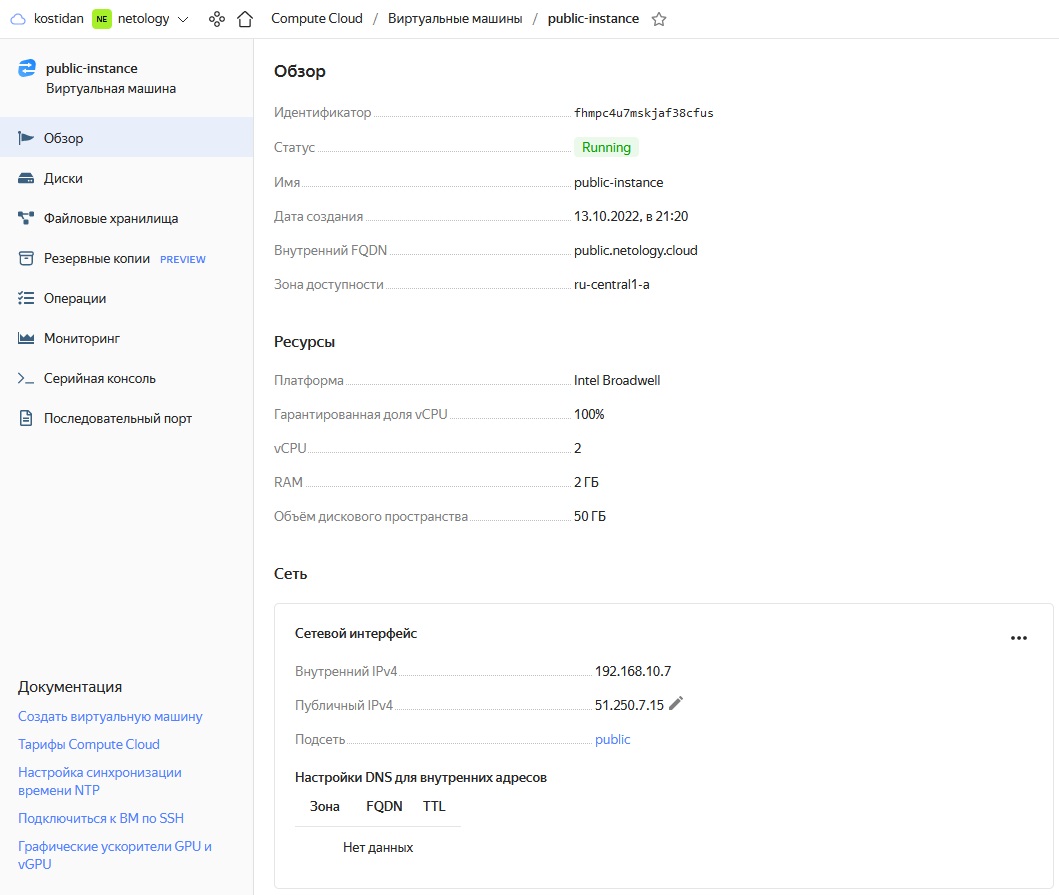 kostidan NE netology Compute Cloud / Виртуальные машины / public-instance
public-instance
Виртуальная машина
Обзор
Диски
Файловые хранилища
Резервные копии PREVIEW
Операции
Мониторинг
Серийная консоль
Последовательный порт
Документация
Создать виртуальную машину
Тарифы Compute Cloud
Настройка синхронизации
времени NTP
Подключиться к ВМ по SSH
Графические ускорители GPU и
vGPU
Обзор
Идентификатор fhmpc4u7mskjaf38cfus
Статус Running
Имя public-instance
Дата создания 13.10.2022, в 21:20
Внутренний FQDN public.netology.cloud
Зона доступности ru-central1-a
Ресурсы
Платформа Intel Broadwell
Гарантированная доля vCPU 100%
vCPU 2
RAM 2 ГБ
Объём дискового пространства 50 ГБ
Сеть
Сетевой интерфейс
Внутренний IPv4 192.168.10.7
Публичный IPv4 51.250.7.15
Подсеть public
Настройки DNS для внутренних адресов
Зона FQDN TTL
Нет данных